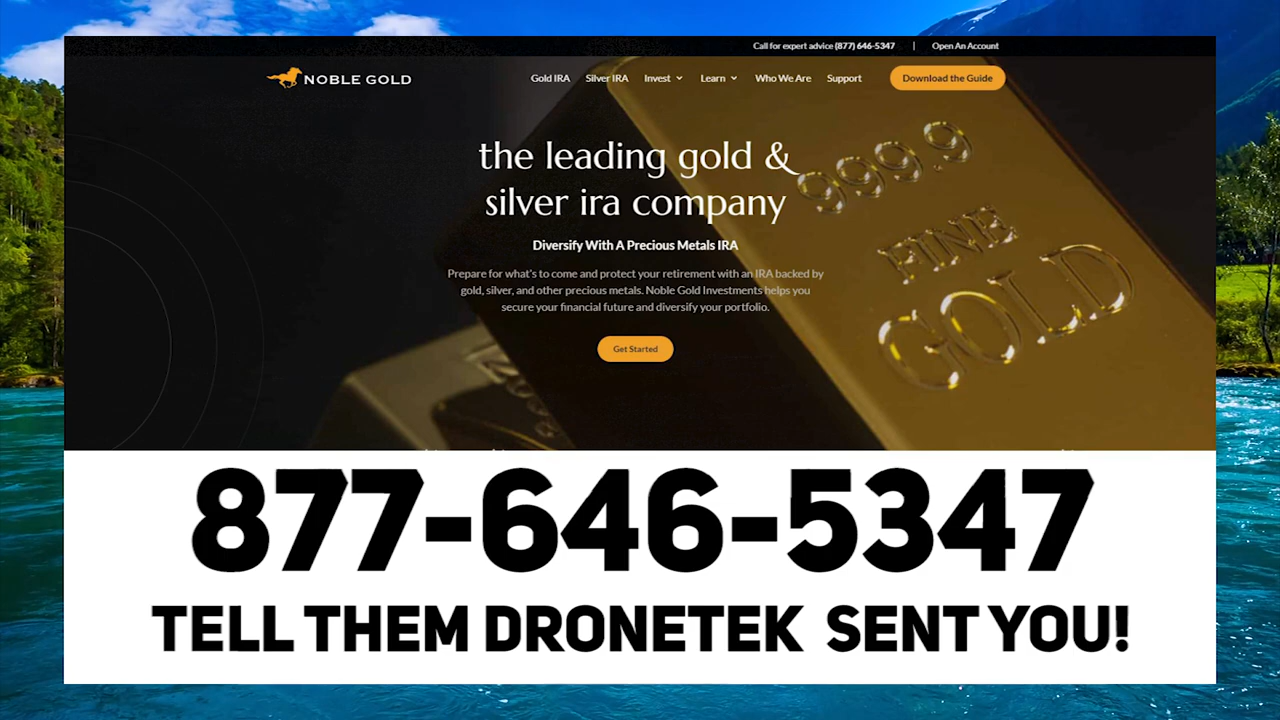 Call for expert advice (877) 646-5347 | Open An Account
NOBLE GOLD Gold IRA Silver IRA Invest Learn Who We Are Support Download the Guide
the leading gold &
silver ira company
Diversify With A Precious Metals IRA
Prepare for what's to come and protect your retirement with an IRA backed by
gold, silver, and other precious metals. Noble Gold Investments helps you
secure your financial future and diversify your portfolio.
Get Started
999.9
FINE
GOLD
877-646-5347
TELL THEM DRONETEK SENT YOU!